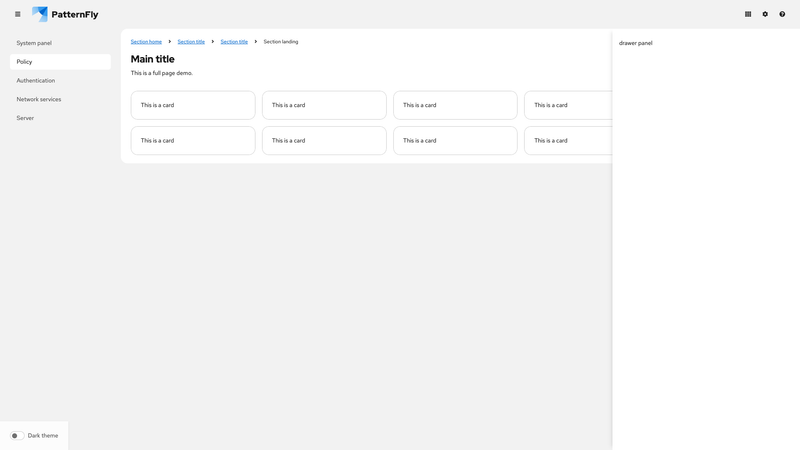 PatternFly
System panel
Policy
Authentication
Network services
Server
Section home
Section title
Section title
Section landing
Main title
This is a full page demo.
This is a card
This is a card
This is a card
This is a card
This is a card
This is a card
This is a card
This is a card
drawer panel
Dark theme